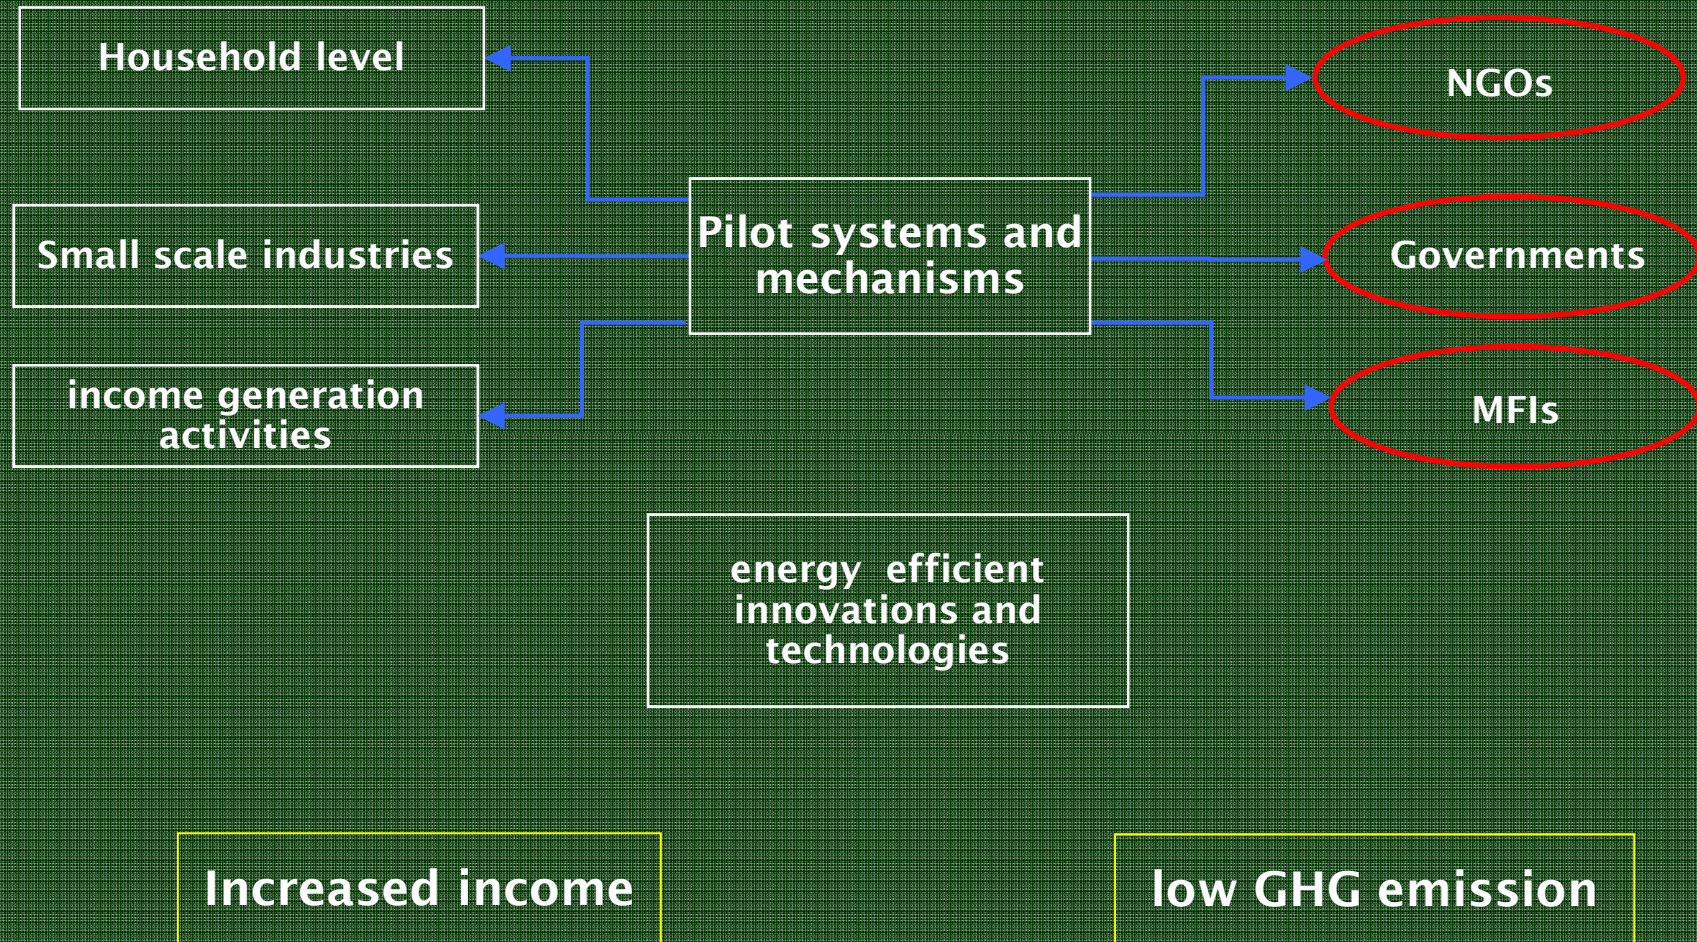 Household level
NGOs
Pilot systems and
mechanisms
Small scale industries
Governments
income generation
activities
MFIs
energy efficient
innovations and
technologies
Increased income
low GHG emission